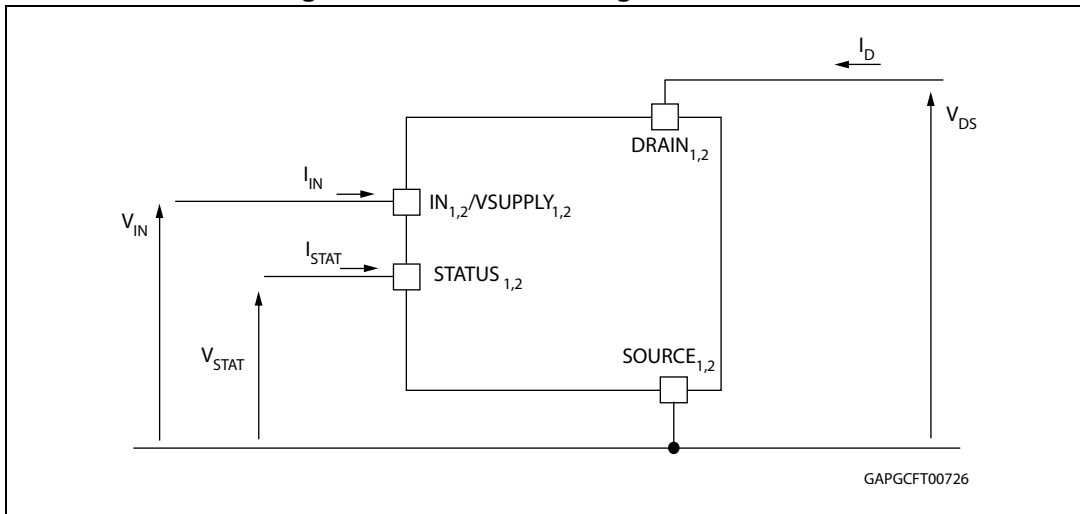 I_D
V_DS
DRAIN_1,2
I_IN
IN_1,2/VSUPPLY_1,2
V_IN
I_STAT
STATUS_1,2
V_STAT
SOURCE_1,2
GAPGCFT00726